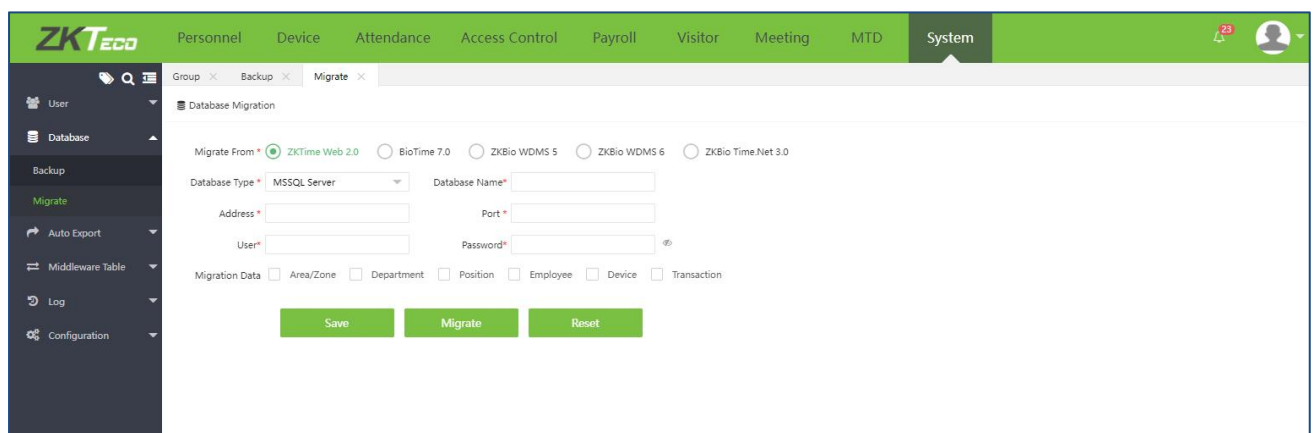 ZKTECO Personnel Device Attendance Access Control Payroll Visitor Meeting MTD System 23
Group Backup Migrate
User
Database Migration
Database
Migrate From * ZKTime Web 2.0 BioTime 7.0 ZKBio WDMS 5 ZKBio WDMS 6 ZKBio Time.Net 3.0
Backup
Database Type * MSSQL Server Database Name*
Migrate
Address * Port *
Auto Export
User* Password*
Middleware Table
Migration Data Area/Zone Department Position Employee Device Transaction
Log
Save Migrate Reset
Configuration